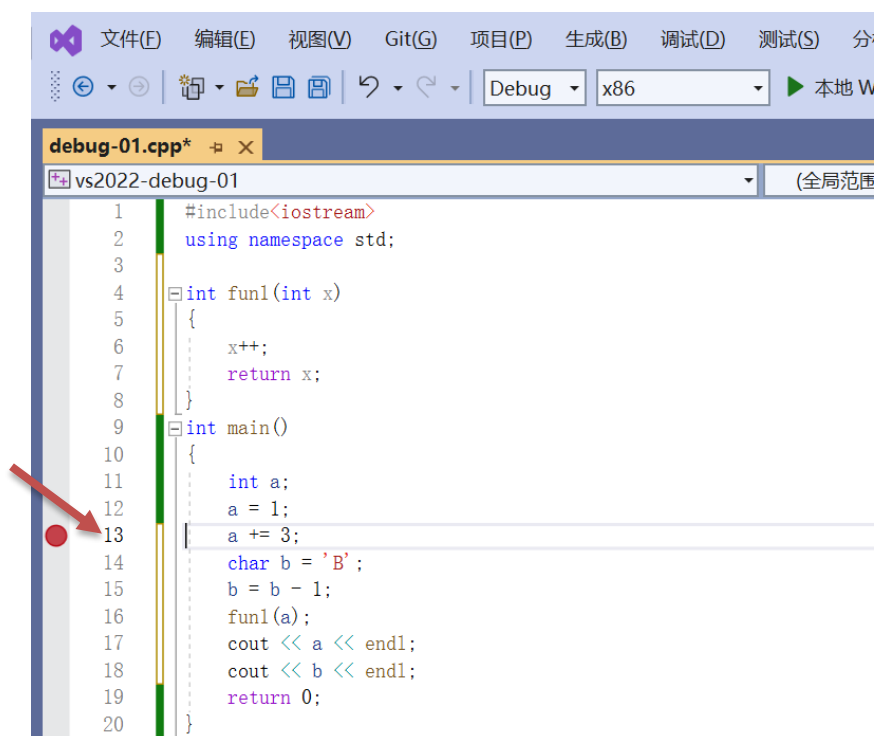 文件(F) 编辑(E) 视图(V) Git(G) 项目(P) 生成(B) 调试(D) 测试(S)
Debug x86 本地
debug-01.cpp*
vs2022-debug-01 (全局范围
1 #include<iostream>
2 using namespace std;
3
4 int fun1(int x)
5 {
6 x++;
7 return x;
8 }
9 int main()
10 {
11 int a;
12 a = 1;
13 a += 3;
14 char b = 'B';
15 b = b - 1;
16 fun1(a);
17 cout << a << endl;
18 cout << b << endl;
19 return 0;
20 }